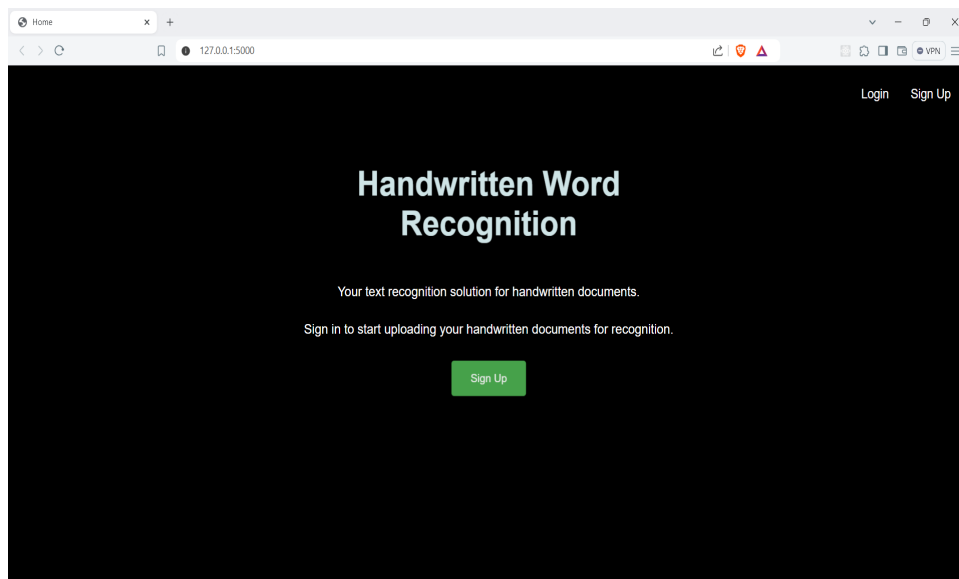 Home
127.0.0.1:5000
VPN
Login Sign Up
Handwritten Word
Recognition
Your text recognition solution for handwritten documents.
Sign in to start uploading your handwritten documents for recognition.
Sign Up